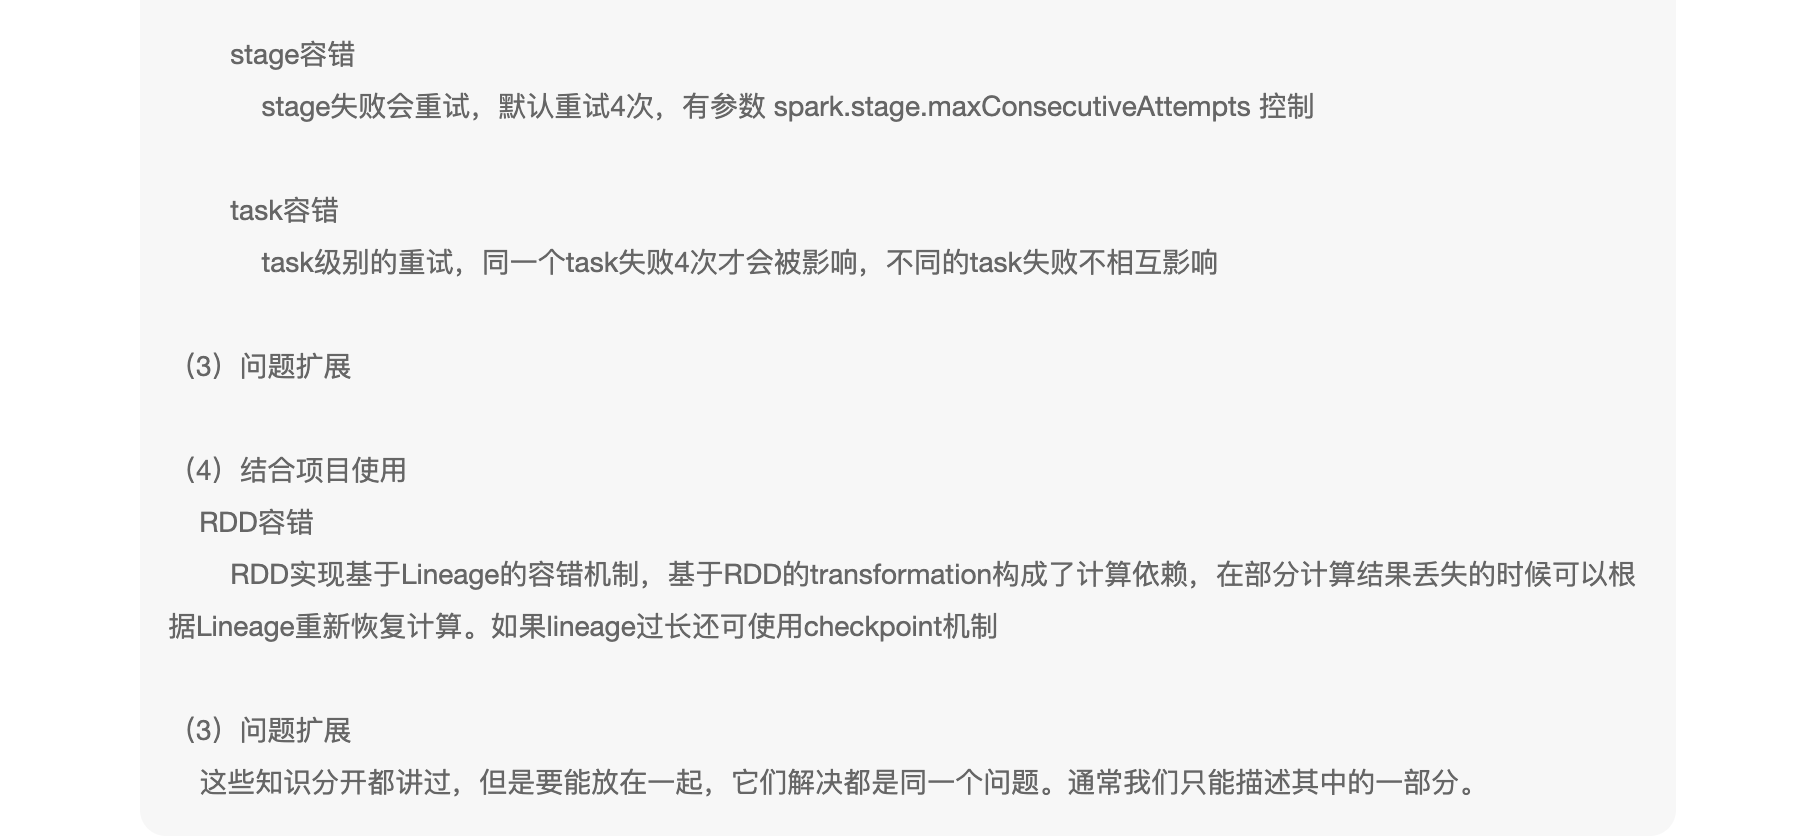 stage容错
stage失败会重试，默认重试4次，有参数 spark.stage.maxConsecutiveAttempts 控制
task容错
task级别的重试，同一个task失败4次才会被影响，不同的task失败不相互影响
（3）问题扩展
（4）结合项目使用
RDD容错
RDD实现基于Lineage的容错机制，基于RDD的transformation构成了计算依赖，在部分计算结果丢失的时候可以根
据Lineage重新恢复计算。如果lineage过长还可使用checkpoint机制
（3）问题扩展
这些知识分开都讲过，但是要能放在一起，它们解决都是同一个问题。通常我们只能描述其中的一部分。